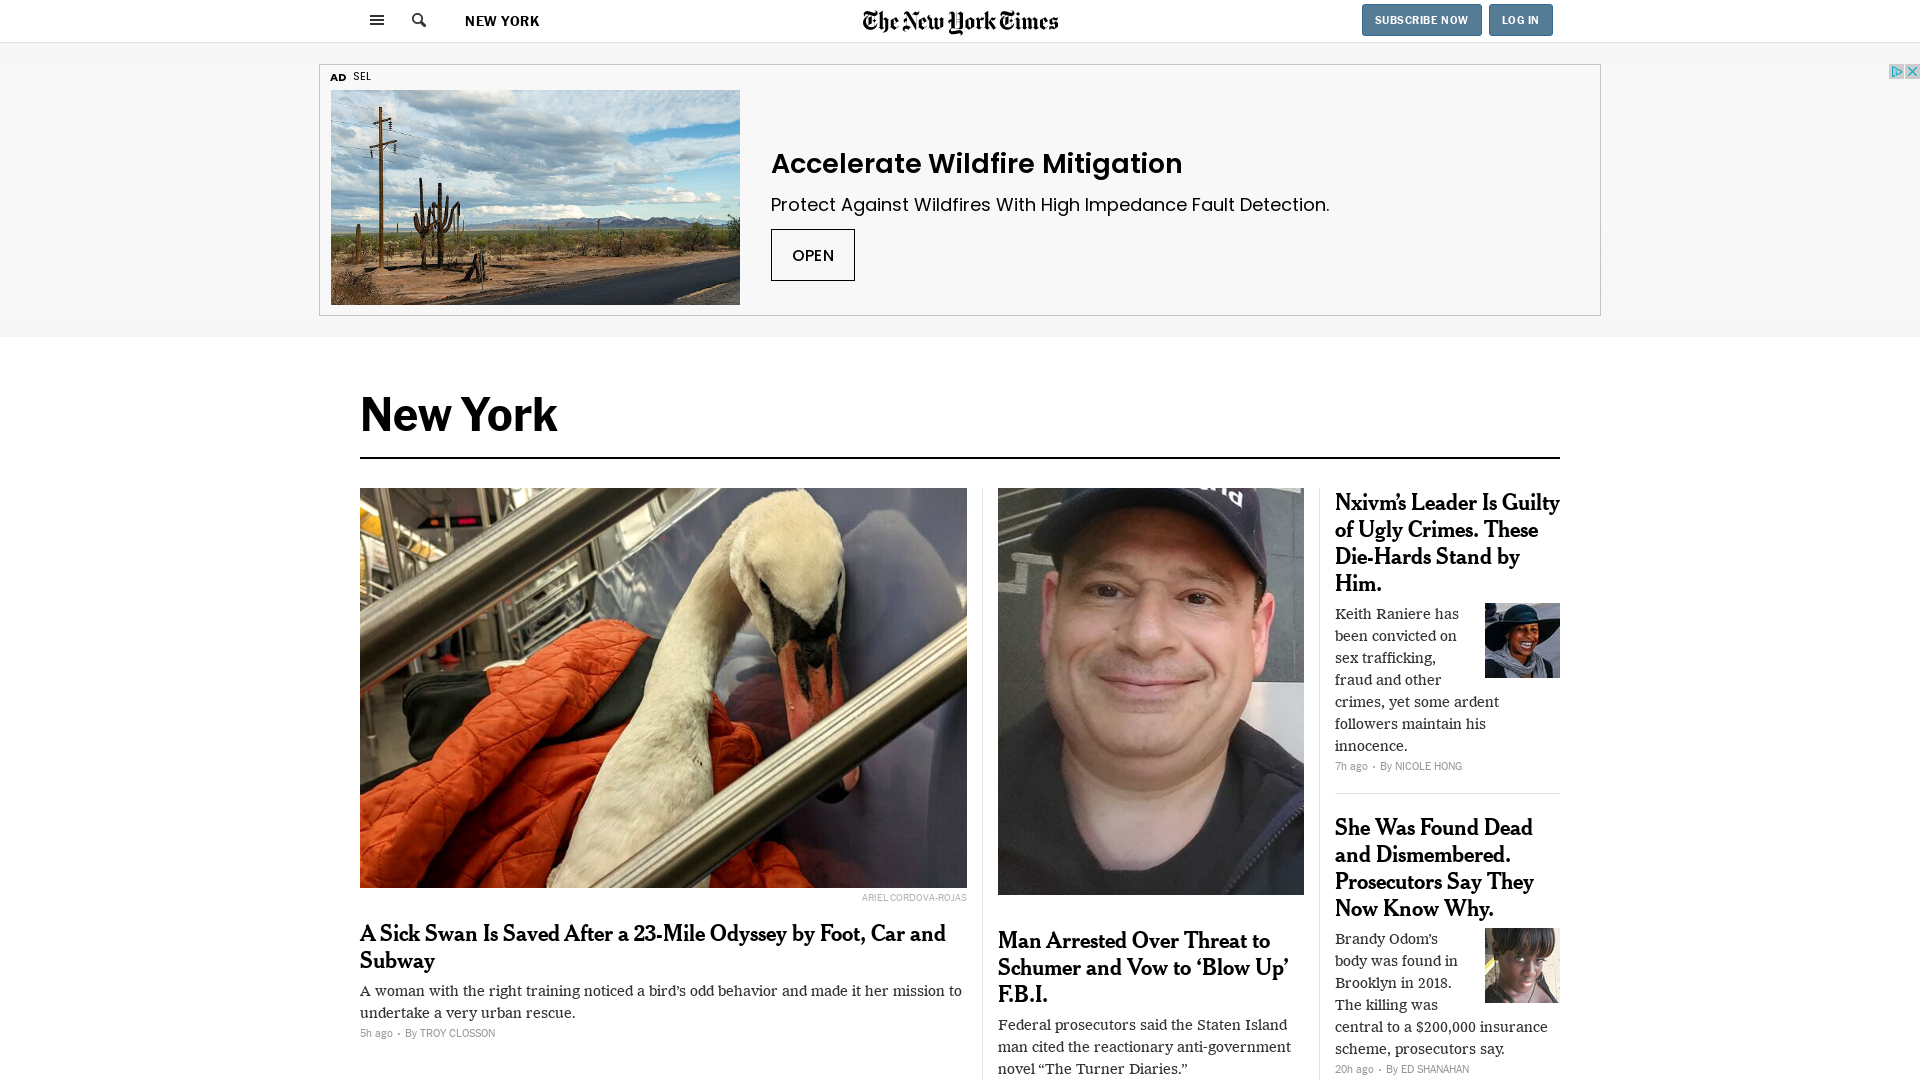 NEW YORK
The New York Times
SUBSCRIBE NOW
LOG IN
AD SEL
Accelerate Wildfire Mitigation
Protect Against Wildfires With High Impedance Fault Detection.
OPEN
New York
ARIEL CORDOVA-ROJAS
A Sick Swan Is Saved After a 23-Mile Odyssey by Foot, Car and
Subway
A woman with the right training noticed a bird’s odd behavior and made it her mission to
undertake a very urban rescue.
5h ago • By TROY CLOSSON
Man Arrested Over Threat to
Schumer and Vow to ‘Blow Up’
F.B.I.
Federal prosecutors said the Staten Island
man cited the reactionary anti-government
novel “The Turner Diaries.”
Nxivm’s Leader Is Guilty
of Ugly Crimes. These
Die-Hards Stand by
Him.
Keith Raniere has
been convicted on
sex trafficking,
fraud and other
crimes, yet some ardent
followers maintain his
innocence.
7h ago • By NICOLE HONG
She Was Found Dead
and Dismembered.
Prosecutors Say They
Now Know Why.
Brandy Odom’s
body was found in
Brooklyn in 2018.
The killing was
central to a $200,000 insurance
scheme, prosecutors say.
20h ago • By ED SHANAHAN